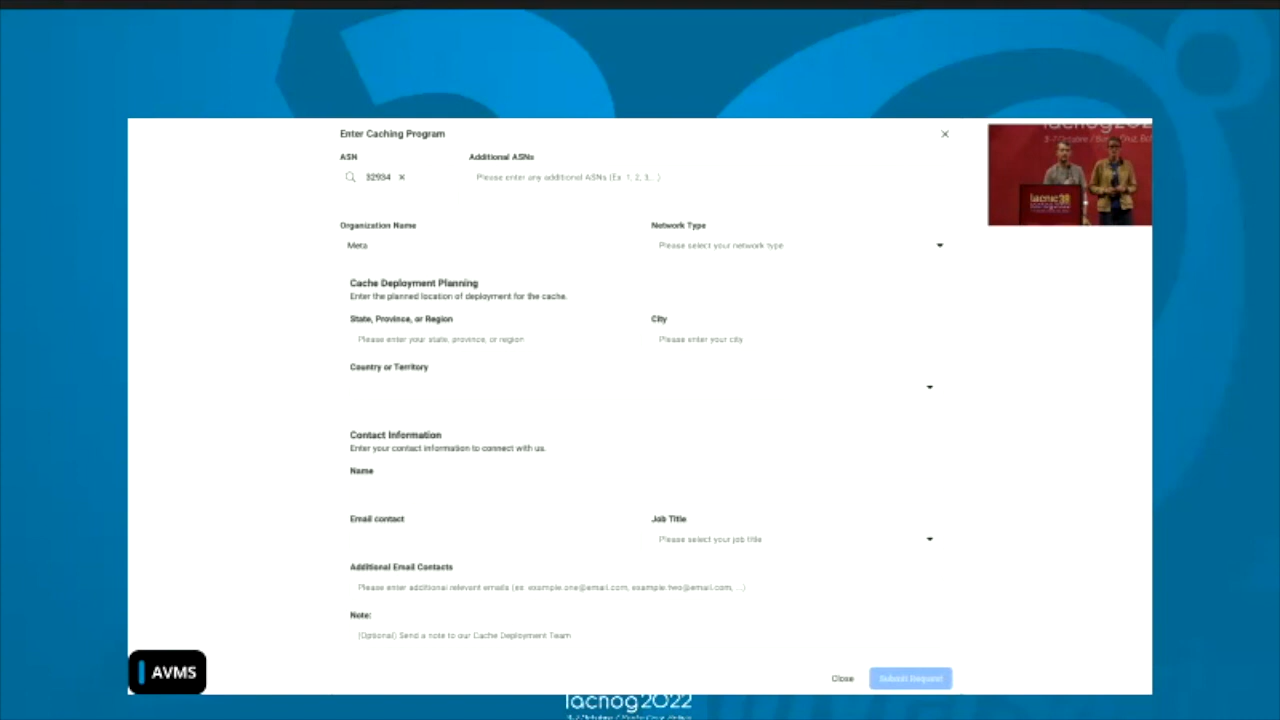 Enter Caching Program
ASN Additional ASNs
32934 Please enter any additional ASNs (Ex 1, 2, 3, ..)
Organization Name Network Type
Meta Please select your network type
Cache Deployment Planning
Enter the planned location of deployment for the cache.
State, Province, or Region City
Please enter your state, province, or region Please enter your city
Country or Territory
Contact Information
Enter your contact information to connect with us.
Name
Email contact Job Title
Please select your job title
Additional Email Contacts
Please enter additional relevant emails (ex example.one@email.com, example.two@email.com, ...)
Note:
(Optional) Send a note to our Cache Deployment Team
Close Submit Request
lacnog2022
lacnic38
lacnog2022
AVMS
lacnog2022